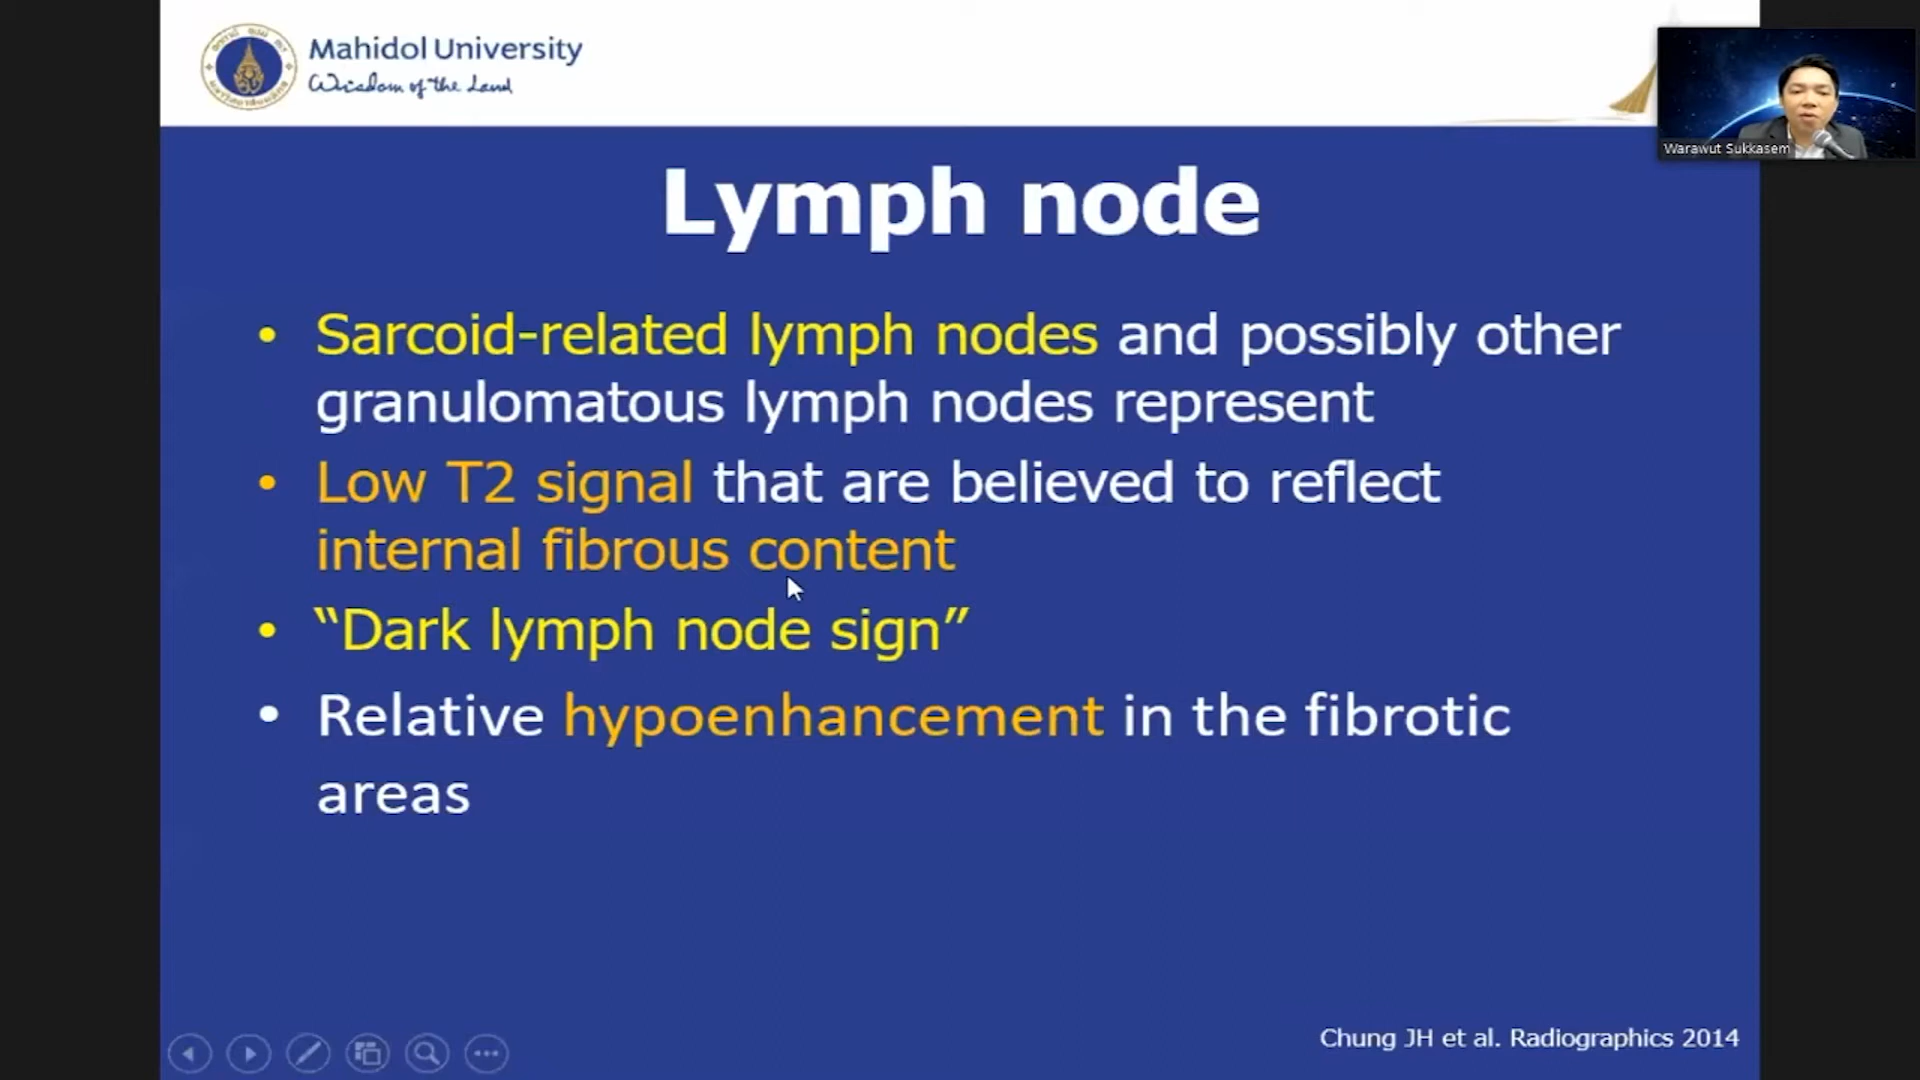 Mahidol University
Wisdom of the Land
Warawut Sukkasem
Lymph node
• Sarcoid-related lymph nodes and possibly other
granulomatous lymph nodes represent
• Low T2 signal that are believed to reflect
internal fibrous content
• “Dark lymph node sign”
• Relative hypoenhancement in the fibrotic
areas
Chung JH et al. Radiographics 2014